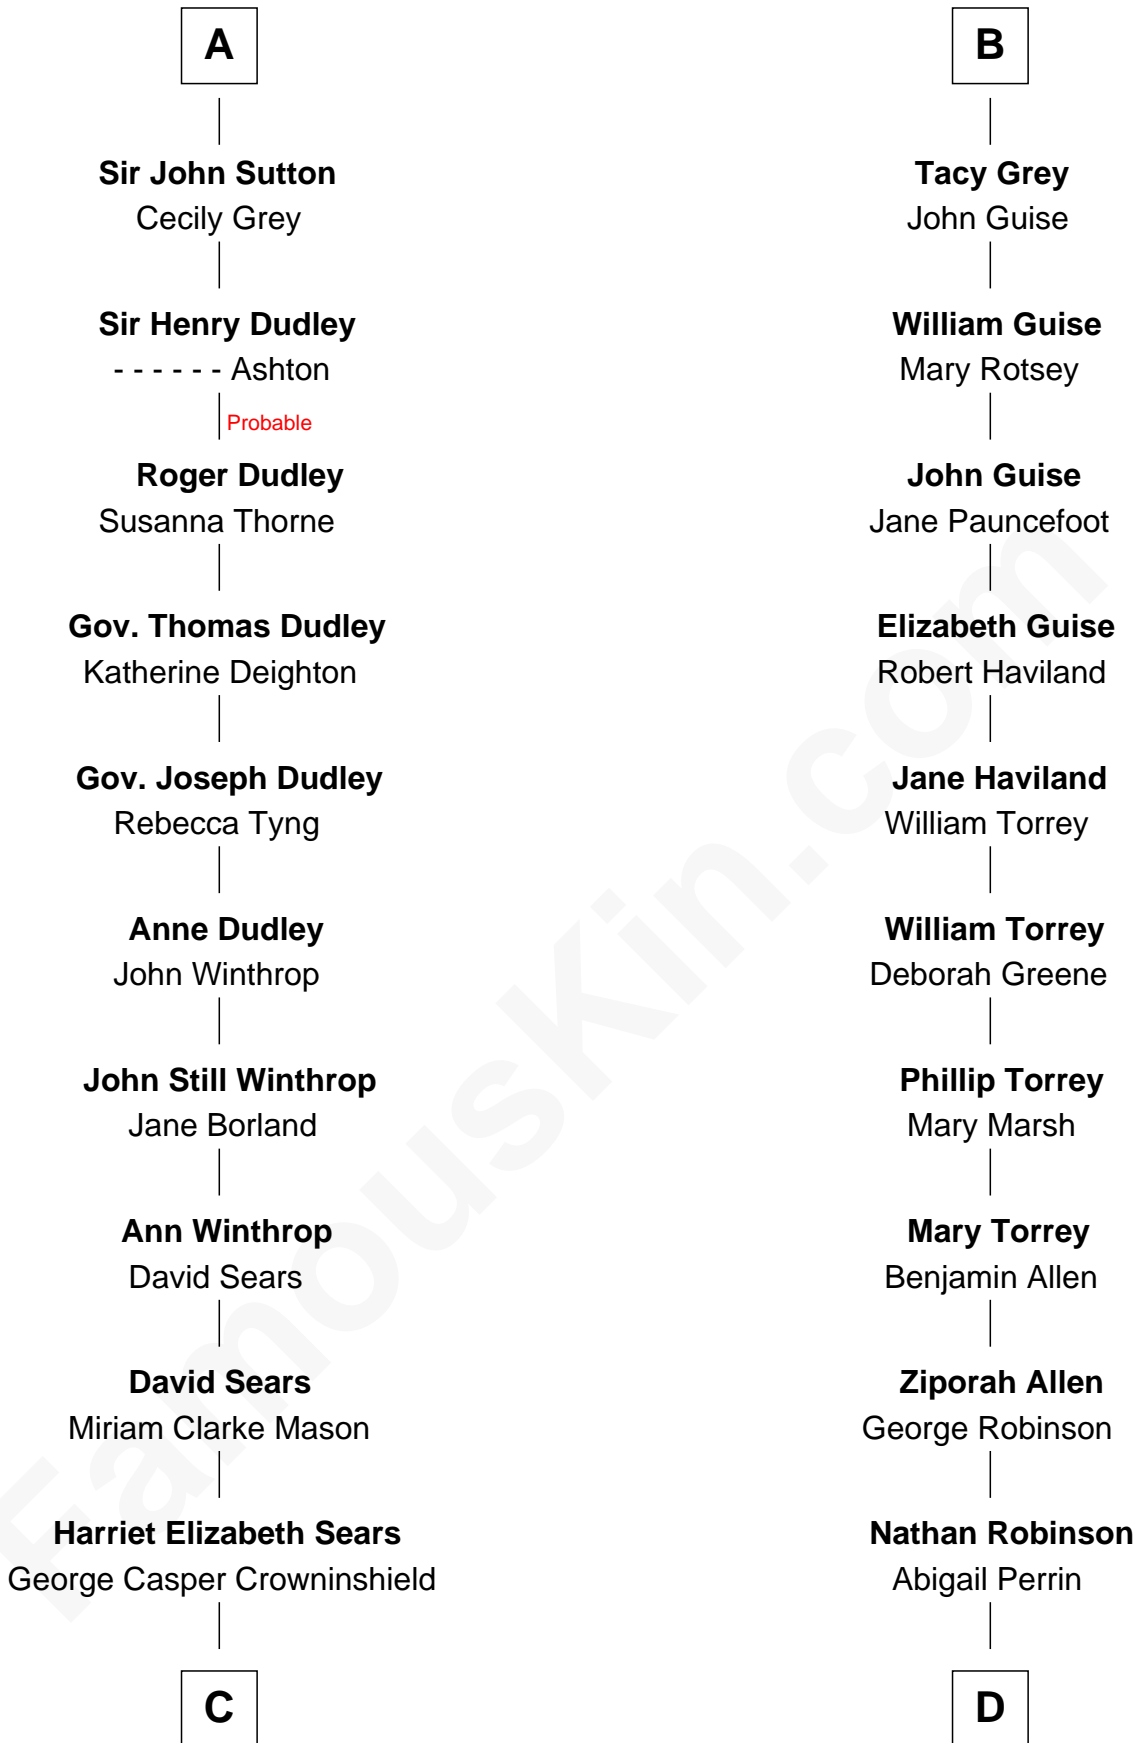 A
Sir John Sutton
Cecily Grey
Sir Henry Dudley
- - - - - - Ashton
Probable
Roger Dudley
Susanna Thorne
Gov. Thomas Dudley
Katherine Deighton
Gov. Joseph Dudley
Rebecca Tyng
Anne Dudley
John Winthrop
John Still Winthrop
Jane Borland
Ann Winthrop
David Sears
David Sears
Miriam Clarke Mason
Harriet Elizabeth Sears
George Casper Crowninshield
C
B
Tacy Grey
John Guise
William Guise
Mary Rotsey
John Guise
Jane Pauncefoot
Elizabeth Guise
Robert Haviland
Jane Haviland
William Torrey
William Torrey
Deborah Greene
Phillip Torrey
Mary Marsh
Mary Torrey
Benjamin Allen
Ziporah Allen
George Robinson
Nathan Robinson
Abigail Perrin
D
FamousKin.com